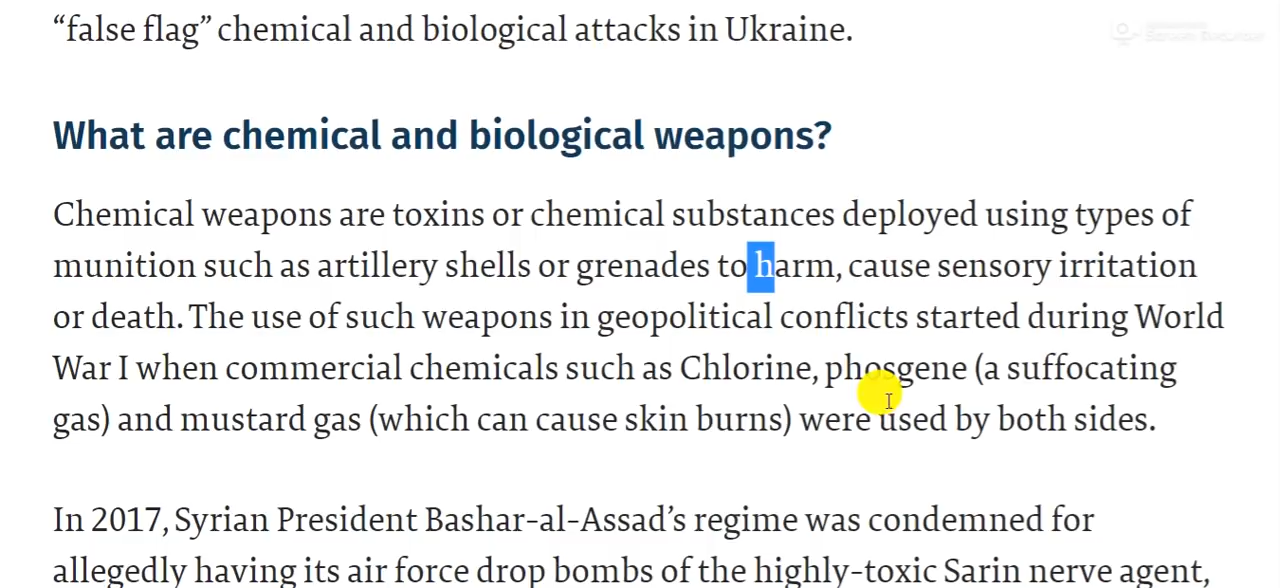 “false flag” chemical and biological attacks in Ukraine.
What are chemical and biological weapons?
Chemical weapons are toxins or chemical substances deployed using types of
munition such as artillery shells or grenades to harm, cause sensory irritation
or death. The use of such weapons in geopolitical conflicts started during World
War I when commercial chemicals such as Chlorine, phosgene (a suffocating
gas) and mustard gas (which can cause skin burns) were used by both sides.
In 2017, Syrian President Bashar-al-Assad’s regime was condemned for
allegedly having its air force drop bombs of the highly-toxic Sarin nerve agent,